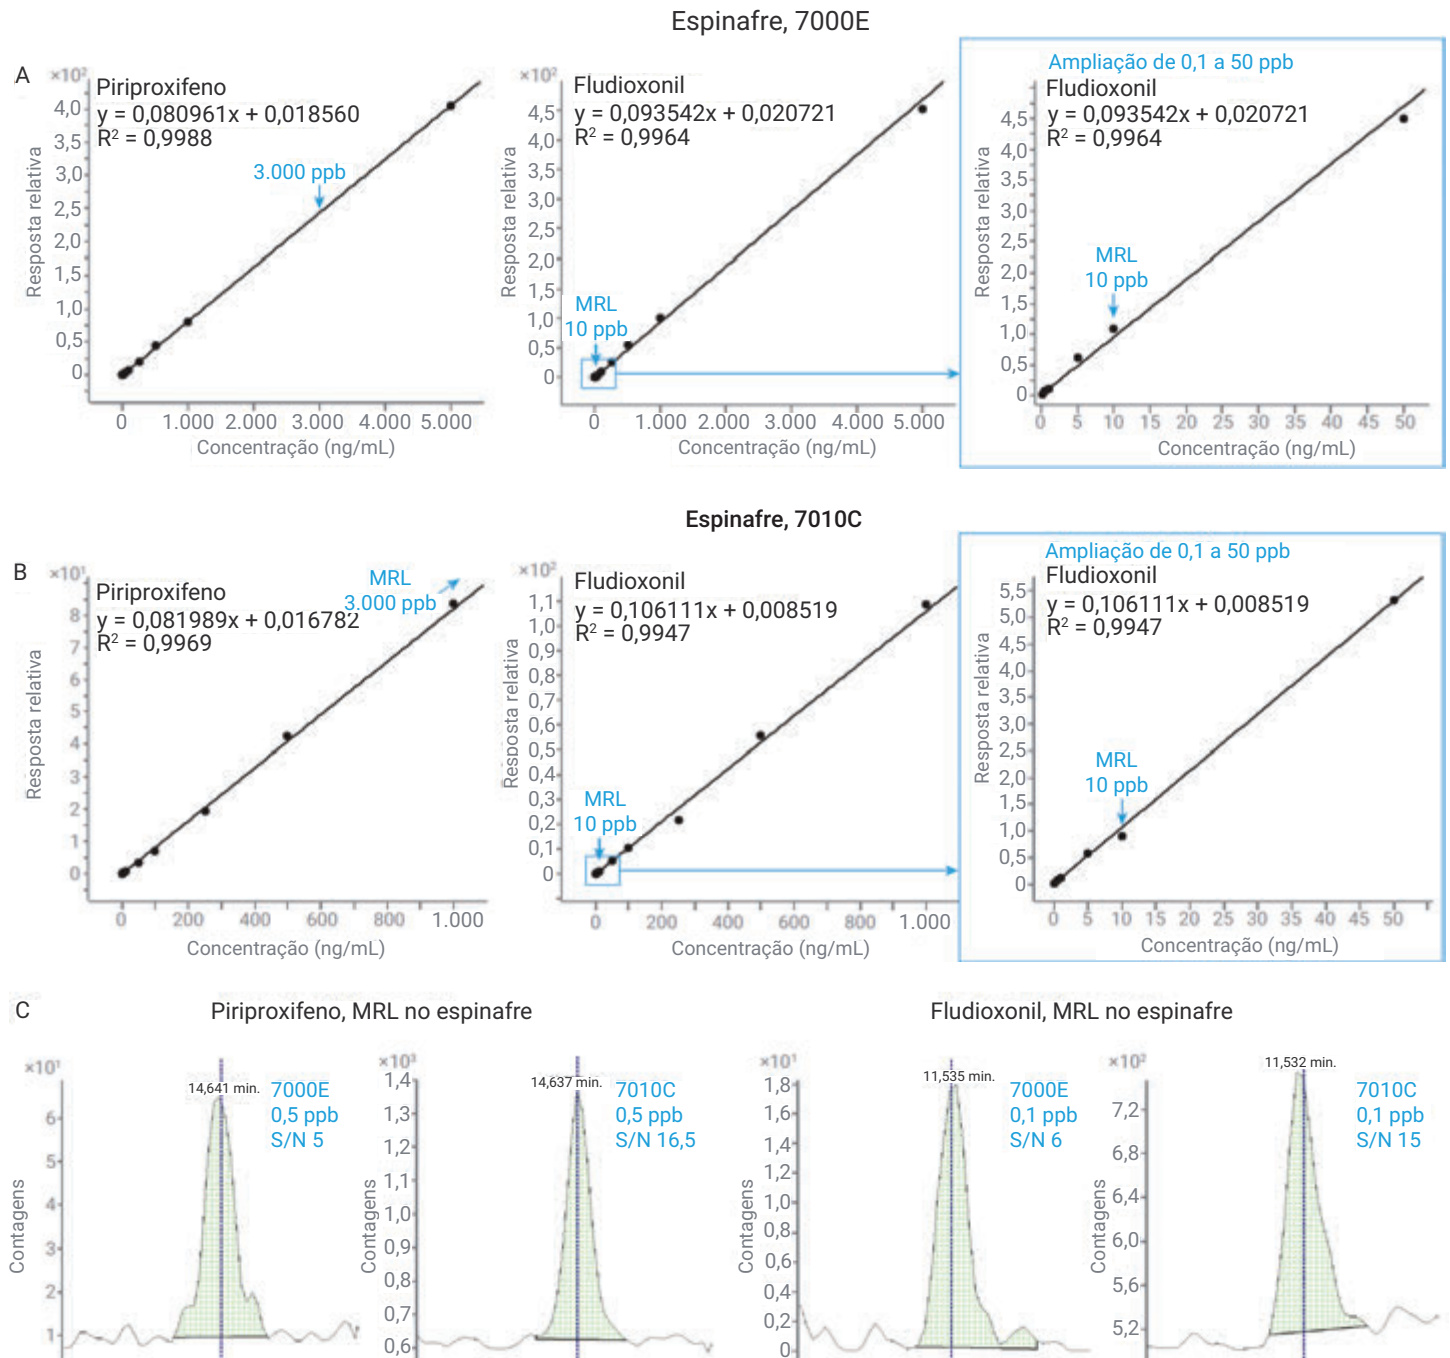 Espinafre, 7000E
A
×10²
Piriproxifeno
y = 0,080961x + 0,018560
R² = 0,9988
3.000 ppb
4,0
3,5
3,0
2,5
2,0
1,5
1,0
0,5
0
Resposta relativa
0 1.000 2.000 3.000 4.000 5.000
Concentração (ng/mL)
×10²
Fludioxonil
y = 0,093542x + 0,020721
R² = 0,9964
4,5
4,0
3,5
3,0
2,5
2,0
1,5
1,0
0,5
0
MRL
10 ppb
Resposta relativa
0 1.000 2.000 3.000 4.000 5.000
Concentração (ng/mL)
Ampliação de 0,1 a 50 ppb
Fludioxonil
y = 0,093542x + 0,020721
R² = 0,9964
4,5
4,0
3,5
3,0
2,5
2,0
1,5
1,0
0,5
0
MRL
10 ppb
Resposta relativa
0 5 10 15 20 25 30 35 40 45 50
Concentração (ng/mL)
Espinafre, 7010C
B
×10¹
Piriproxifeno
y = 0,081989x + 0,016782
R² = 0,9969
MRL
3.000 ppb
8
7
6
5
4
3
2
1
0
Resposta relativa
0 200 400 600 800 1.000
Concentração (ng/mL)
×10²
Fludioxonil
y = 0,106111x + 0,008519
R² = 0,9947
1,1
1,0
0,9
0,8
0,7
0,6
0,5
0,4
0,3
0,2
0,1
0
MRL
10 ppb
Resposta relativa
0 200 400 600 800 1.000
Concentração (ng/mL)
Ampliação de 0,1 a 50 ppb
Fludioxonil
y = 0,106111x + 0,008519
R² = 0,9947
5,5
5,0
4,5
4,0
3,5
3,0
2,5
2,0
1,5
1,0
0,5
0
MRL
10 ppb
Resposta relativa
0 5 10 15 20 25 30 35 40 45 50
Concentração (ng/mL)
C
Piriproxifeno, MRL no espinafre
Fludioxonil, MRL no espinafre
×10¹
14,641 min.
7000E
0,5 ppb
S/N 5
6
5
4
3
2
1
Contagens
×10³
14,637 min.
7010C
0,5 ppb
S/N 16,5
1,4
1,3
1,2
1,1
1,0
0,9
0,8
0,7
0,6
Contagens
×10¹
11,535 min.
7000E
0,1 ppb
S/N 6
1,8
1,6
1,4
1,2
1,0
0,8
0,6
0,4
0,2
0
Contagens
×10²
11,532 min.
7010C
0,1 ppb
S/N 15
7,2
6,8
6,4
6,0
5,6
5,2
Contagens